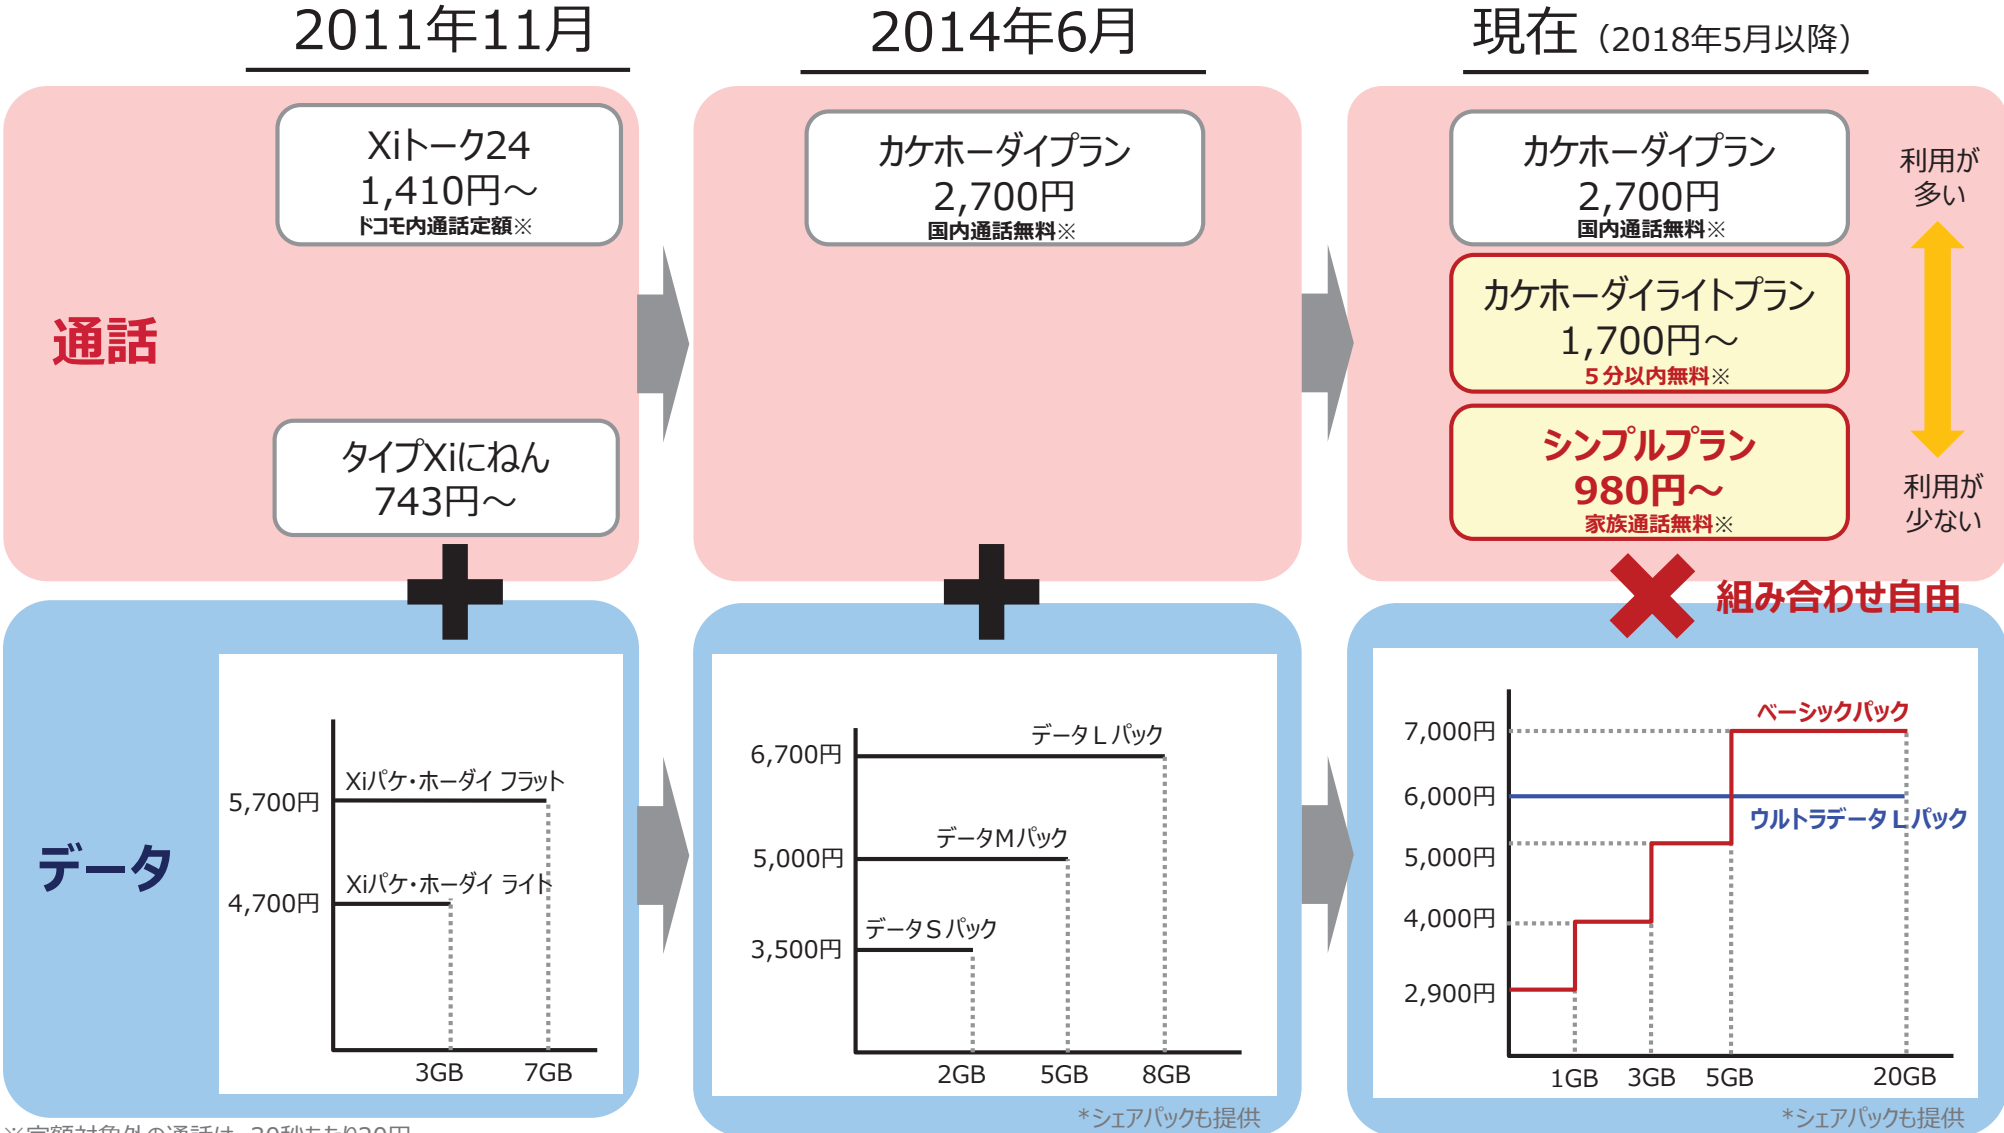 2011年11月
2014年6月
現在（2018年5月以降）
通話
Xiトーク24
1,410円～
ドコモ内通話定額※
タイプXiにねん
743円～
カケホーダイプラン
2,700円
国内通話無料※
カケホーダイプラン
2,700円
国内通話無料※
カケホーダイライトプラン
1,700円～
5分以内無料※
シンプルプラン
980円～
家族通話無料※
利用が
多い
利用が
少ない
組み合わせ自由
データ
5,700円
Xiパケ・ホーダイ フラット
4,700円
Xiパケ・ホーダイ ライト
3GB
7GB
6,700円
データLパック
5,000円
データMパック
3,500円
データSパック
2GB
5GB
8GB
*シェアパックも提供
7,000円
ベーシックパック
6,000円
ウルトラデータLパック
5,000円
4,000円
2,900円
1GB
3GB
5GB
20GB
*シェアパックも提供